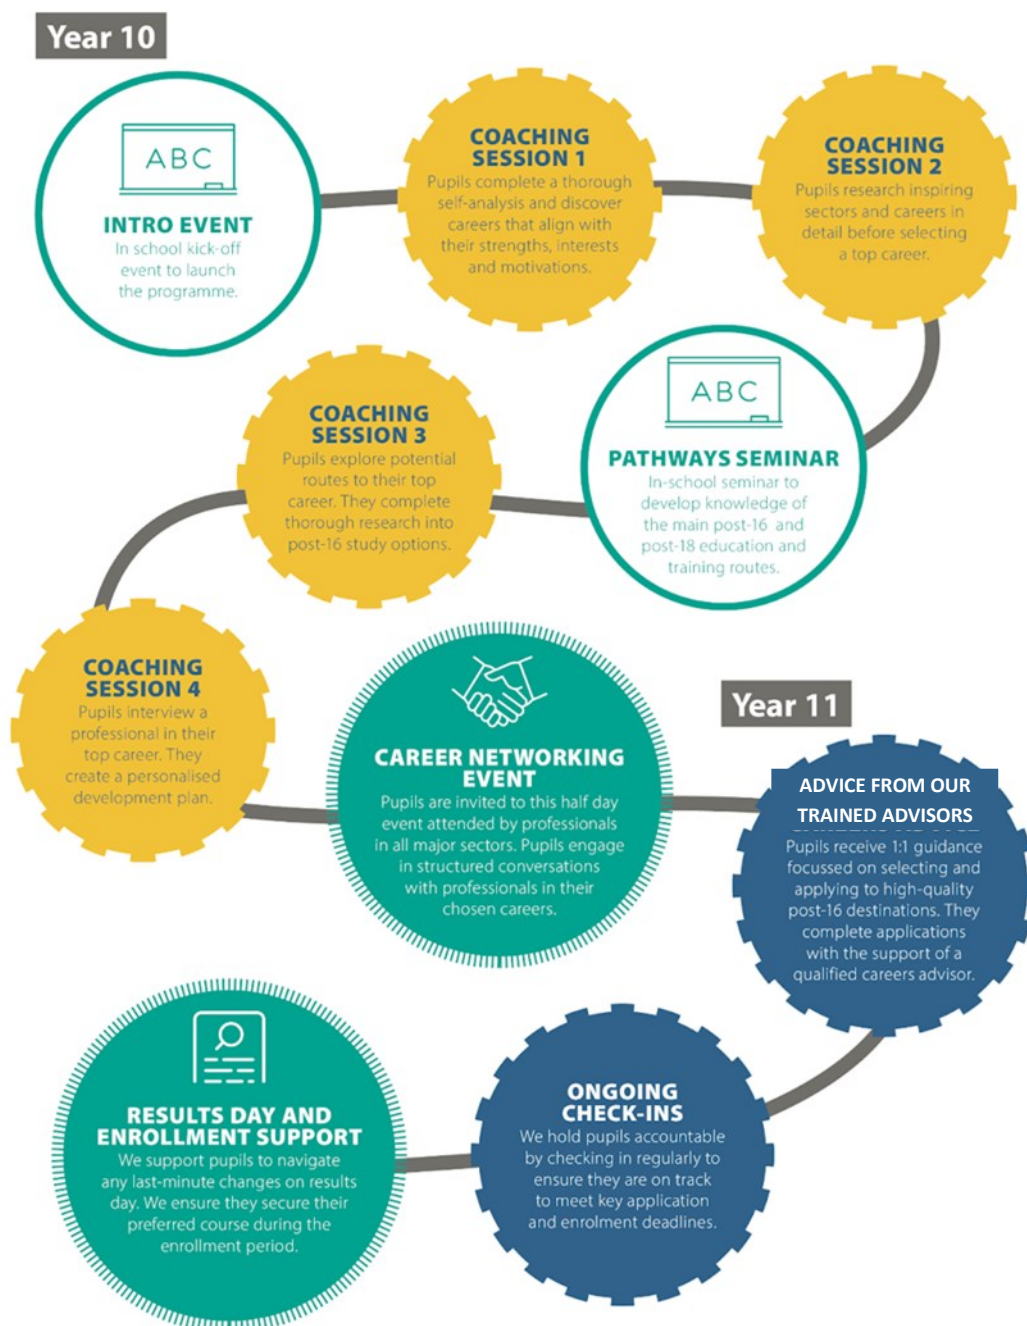 Year 10
ABC
INTRO EVENT
In school kick-off
event to launch
the programme.
COACHING
SESSION 1
Pupils complete a thorough
self-analysis and discover
careers that align with
their strengths, interests
and motivations.
COACHING
SESSION 2
Pupils research inspiring
sectors and careers in
detail before selecting
a top career.
ABC
PATHWAYS SEMINAR
In-school seminar to
develop knowledge of
the main post-16 and
post-18 education and
training routes.
COACHING
SESSION 3
Pupils explore potential
routes to their top
career. They complete
thorough research into
post-16 study options.
COACHING
SESSION 4
Pupils interview a
professional in their
top career. They
create a personalised
development plan.
CAREER NETWORKING
EVENT
Pupils are invited to this half day
event attended by professionals
in all major sectors. Pupils engage
in structured conversations
with professionals in their
chosen careers.
Year 11
ADVICE FROM OUR
TRAINED ADVISORS
Pupils receive 1:1 guidance
focussed on selecting and
applying to high-quality
post-16 destinations. They
complete applications
with the support of a
qualified careers advisor.
ONGOING
CHECK-INS
We hold pupils accountable
by checking in regularly to
ensure they are on track
to meet key application
and enrolment deadlines.
RESULTS DAY AND
ENROLLMENT SUPPORT
We support pupils to navigate
any last-minute changes on results
day. We ensure they secure their
preferred course during the
enrollment period.